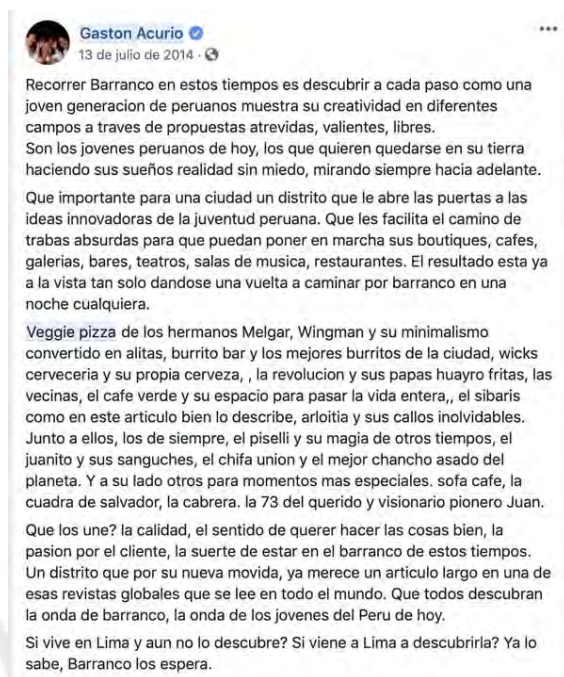 Gaston Acurio
13 de julio de 2014 ·
Recorrer Barranco en estos tiempos es descubrir a cada paso como una
joven generacion de peruanos muestra su creatividad en diferentes
campos a traves de propuestas atrevidas, valientes, libres.
Son los jovenes peruanos de hoy, los que quieren quedarse en su tierra
haciendo sus sueños realidad sin miedo, mirando siempre hacia adelante.
Que importante para una ciudad un distrito que le abre las puertas a las
ideas innovadoras de la juventud peruana. Que les facilita el camino de
trabas absurdas para que puedan poner en marcha sus boutiques, cafes,
galerias, bares, teatros, salas de musica, restaurantes. El resultado esta ya
a la vista tan solo dandose una vuelta a caminar por barranco en una
noche cualquiera.
Veggie pizza de los hermanos Melgar, Wingman y su minimalismo
convertido en alitas, burrito bar y los mejores burritos de la ciudad, wicks
cerveceria y su propia cerveza, , la revolucion y sus papas huayro fritas, las
vecinas, el cafe verde y su espacio para pasar la vida entera,, el sibaris
como en este articulo bien lo describe, arloitia y sus callos inolvidables.
Junto a ellos, los de siempre, el piselli y su magia de otros tiempos, el
juanito y sus sanguches, el chifa union y el mejor chancho asado del
planeta. Y a su lado otros para momentos mas especiales. sofa cafe, la
cuadra de salvador, la cabrera. la 73 del querido y visionario pionero Juan.
Que los une? la calidad, el sentido de querer hacer las cosas bien, la
pasion por el cliente, la suerte de estar en el barranco de estos tiempos.
Un distrito que por su nueva movida, ya merece un articulo largo en una de
esas revistas globales que se lee en todo el mundo. Que todos descubran
la onda de barranco, la onda de los jovenes del Peru de hoy.
Si vive en Lima y aun no lo descubre? Si viene a Lima a descubrirla? Ya lo
sabe, Barranco los espera.